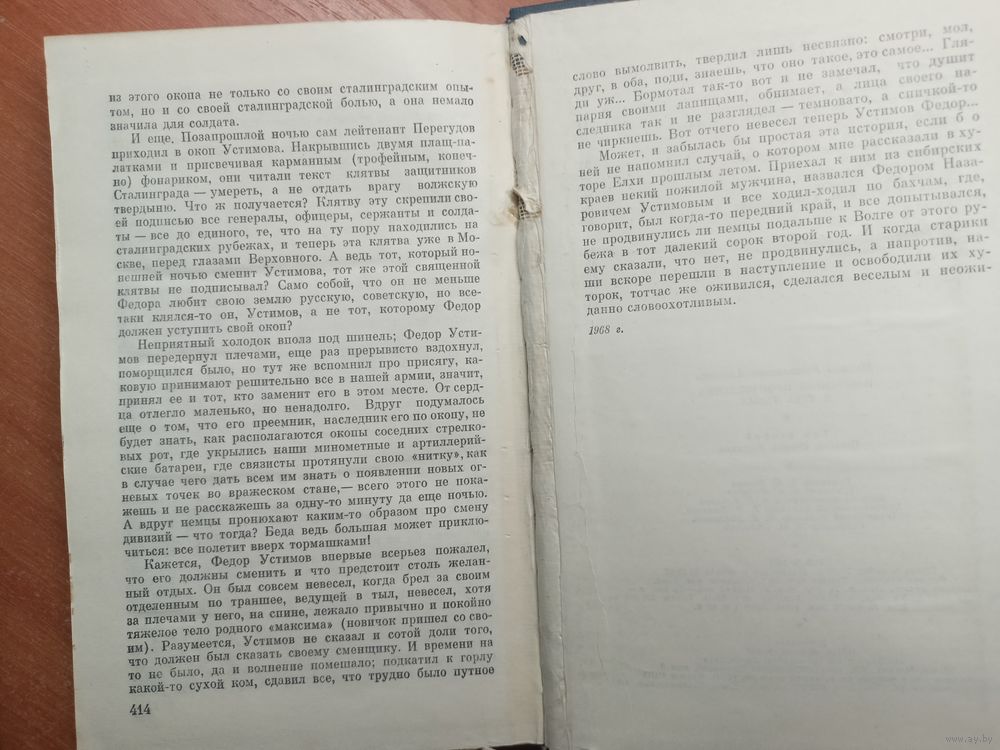 из этого окопа не только со своим сталинградским опы-
том, но и со своей сталинградской болью, а она немало
значила для солдата.
И еще. Позапрошлой ночью сам лейтенант Перегудов
приходил в окоп Устимова. Накрывшись двумя плащ-па-
латками и присвечивая карманным (трофейным, конеч-
но) фонариком, они читали текст клятвы защитников
Сталинграда — умереть, а не отдать врагу волжскую
твердыню. Что ж получается? Клятву эту скрепили сво-
ей подписью все генералы, офицеры, сержанты и солда-
ты — все до единого, те, что на ту пору находились на
сталинградских рубежах, и теперь эта клятва уже в Мо-
скве, перед глазами Верховного. А ведь тот, который но-
нешней ночью сменит Устимова, тот же этой священной
клятвы не подписывал? Само собой, что он не меньше
Федора любит свою землю русскую, советскую, но все-
таки клялся-то он, Устимов, а не тот, которому Федор
должен уступить свой окоп?
Неприятный холодок вполз под шинель; Федор Усти-
мов передернул плечами, еще раз прерывисто вздохнул,
поморщился было, но тут же вспомнил про присягу, ка-
ковую принимают решительно все в нашей армии, значит,
принял ее и тот, кто заменит его в этом месте. От серд-
ца отлегло маленько, но ненадолго. Вдруг подумалось
еще о том, что его преемник, наследник его по окопу, не
будет знать, как располагаются окопы соседних стрелко-
вых рот, где укрылись наши минометные и артиллерий-
ские батареи, где связисты протянули свою «нитку», как
в случае чего дать всем им знать о появлении новых ог-
невых точек во вражеском стане,— всего этого не пока-
жешь и не расскажешь за одну-то минуту да еще ночью.
А вдруг немцы пронюхают каким-то образом про смену
дивизий — что тогда? Беда ведь большая может приклю-
читься: все полетит вверх тормашками!
Кажется, Федор Устимов впервые всерьез пожалел,
что его должны сменить и что предстоит столь желан-
ный отдых. Он был совсем невесел, когда брел за своим
отделенным по траншее, ведущей в тыл, невесел, хотя
за плечами у него, на спине, лежало привычно и покойно
тяжелое тело родного «максима» (новичок пришел со сво-
им). Разумеется, Устимов не сказал и сотой доли того,
что должен был сказать своему сменщику. И времени на
то не было, да и волнение помешало; подкатил к горлу
какой-то сухой ком, сдавил все, что трудно было путное
414
слово вымолвить, твердил лишь несвязно: смотри, мол,
друг, в оба, поди, знаешь, что оно такое, это самое... Гля-
ди уж... Бормотал так-то вот и не замечал, что душит
парня своими лапищами, обнимает, а лица своего на-
следника так и не разглядел — темновато, а спичкой-то
не чиркнешь. Вот отчего невесел теперь Устимов Федор...
Может, и забылась бы простая эта история, если б о
ней не напомнил случай, о котором мне рассказали в ху-
торе Елхи прошлым летом. Приехал к ним из сибирских
краев некий пожилой мужчина, назвался Федором Наза-
ровичем Устимовым и все ходил-ходил по бахчам, где,
говорит, был когда-то передний край, и все допытывался,
не продвинулись ли немцы подальше к Волге от этого ру-
бежа в тот далекий сорок второй год. И когда старики
ему сказали, что нет, не продвинулись, а напротив, на-
ши вскоре перешли в наступление и освободили их ху-
торок, тотчас же оживился, сделался веселым и неожи-
данно словоохотливым.
1968 г.
www.ay.by